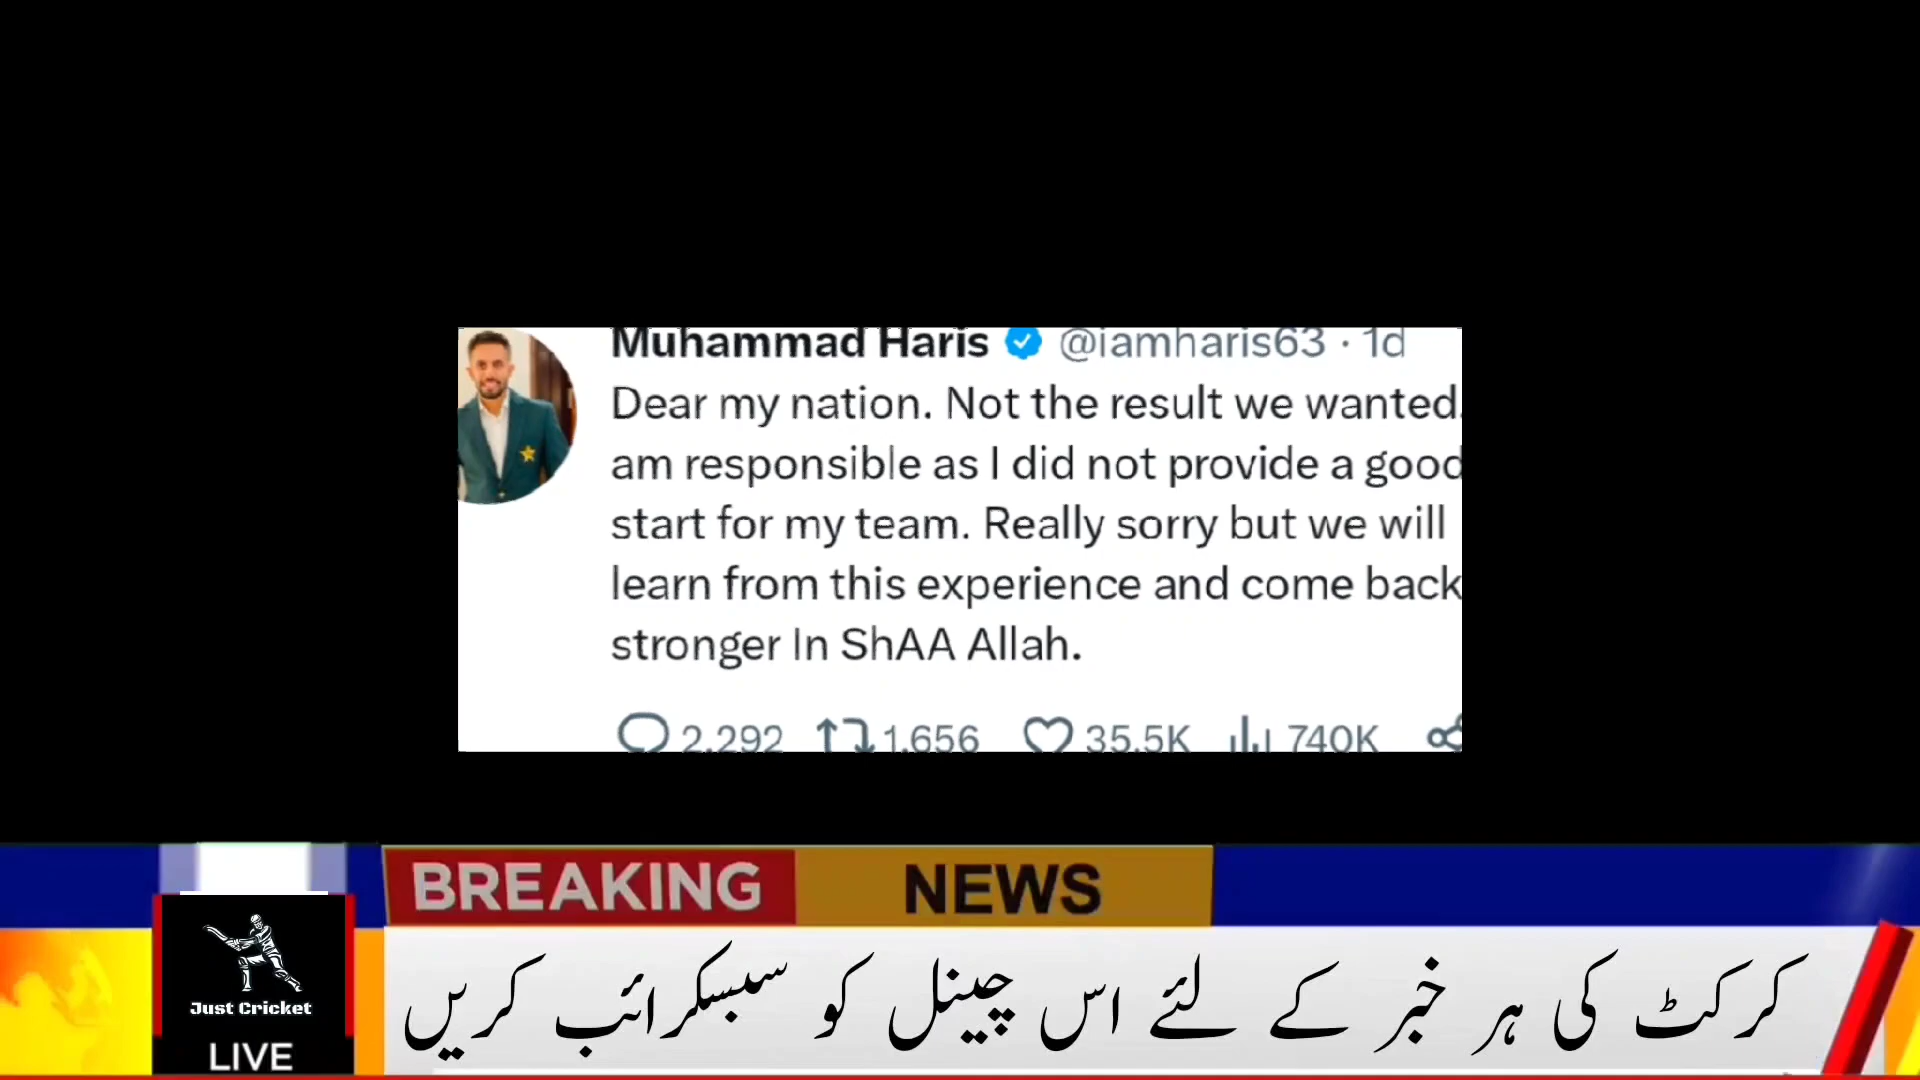 Muhammad Haris @iamharis63 · 1d
Dear my nation. Not the result we wanted.
am responsible as I did not provide a good
start for my team. Really sorry but we will
learn from this experience and come back
stronger In ShAA Allah.
2,292 1,656 35.5K 740K
BREAKING NEWS
Just Cricket
LIVE
کرکٹ کی ہر خبر کے لئے اس چینل کو سبسکرائب کریں